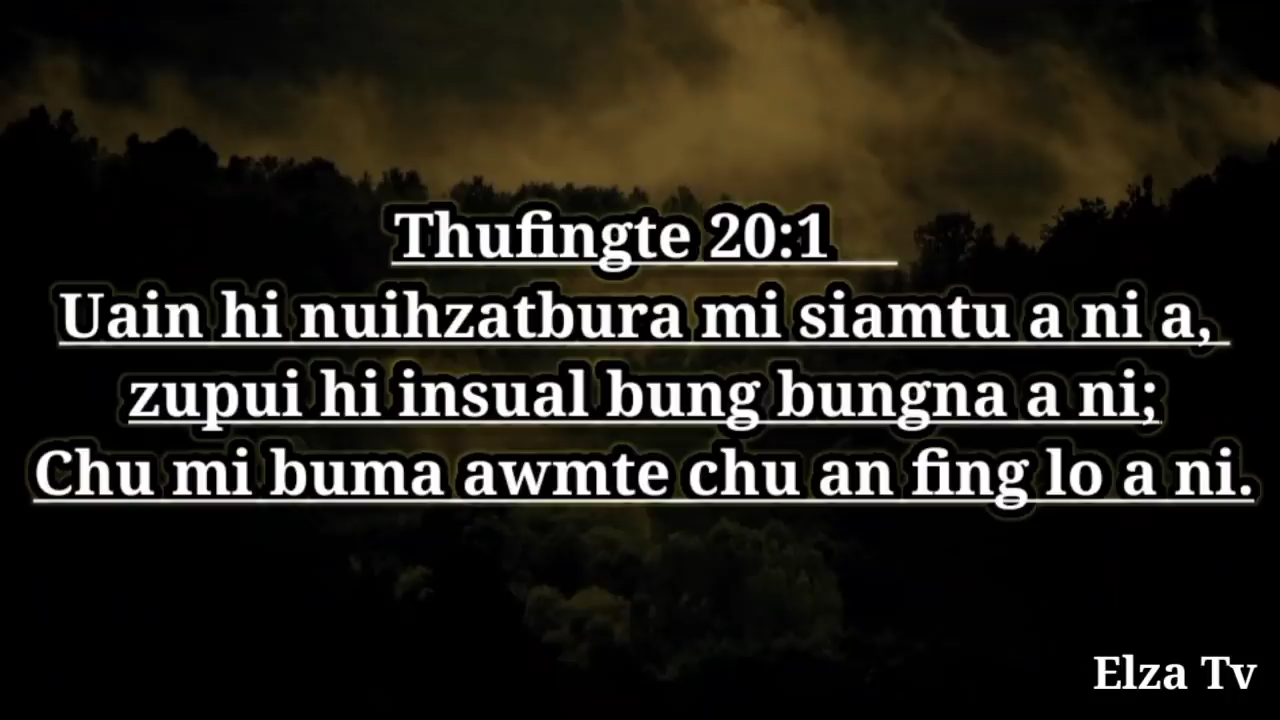 Thufingte 20:1
Uain hi nuihzatbura mi siamtu a ni a,
zupui hi insual bung bungna a ni;
Chu mi buma awmte chu an fing lo a ni.
Elza Tv